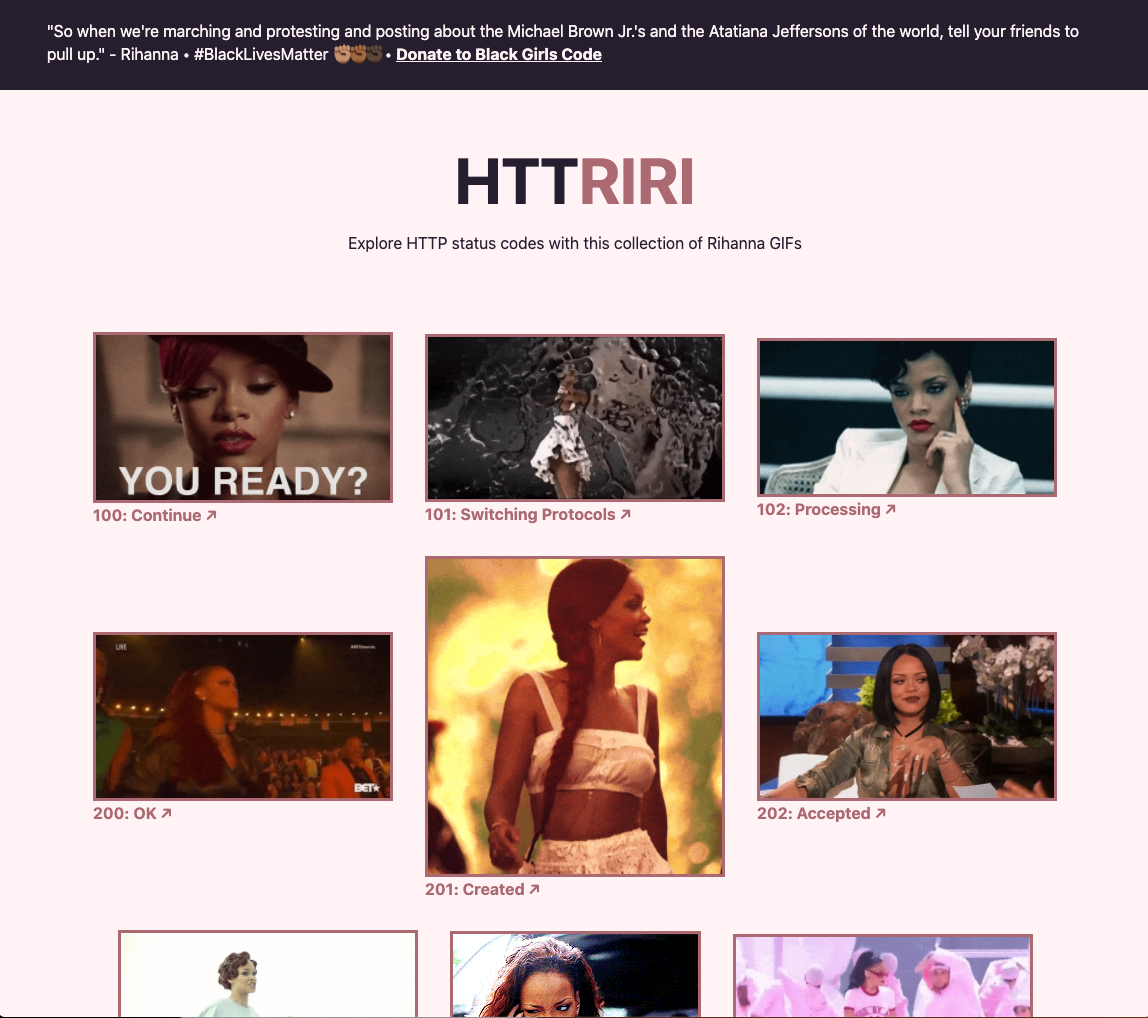 "So when we're marching and protesting and posting about the Michael Brown Jr.'s and the Atatiana Jeffersons of the world, tell your friends to
pull up." - Rihanna • #BlackLivesMatter ✊🏽✊🏾✊🏿 • Donate to Black Girls Code
HTTRIRI
Explore HTTP status codes with this collection of Rihanna GIFs
YOU READY?
100: Continue ↗
101: Switching Protocols ↗
102: Processing ↗
LIVE
BET★
200: OK ↗
201: Created ↗
202: Accepted ↗